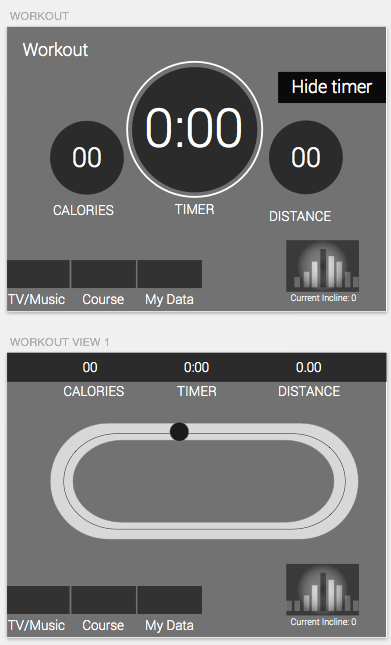 WORKOUT
Workout
Hide timer
0:00
00
00
CALORIES
TIMER
DISTANCE
Current Incline: 0
TV/Music
Course
My Data
WORKOUT VIEW 1
00
0:00
0.00
CALORIES
TIMER
DISTANCE
Current Incline: 0
TV/Music
Course
My Data